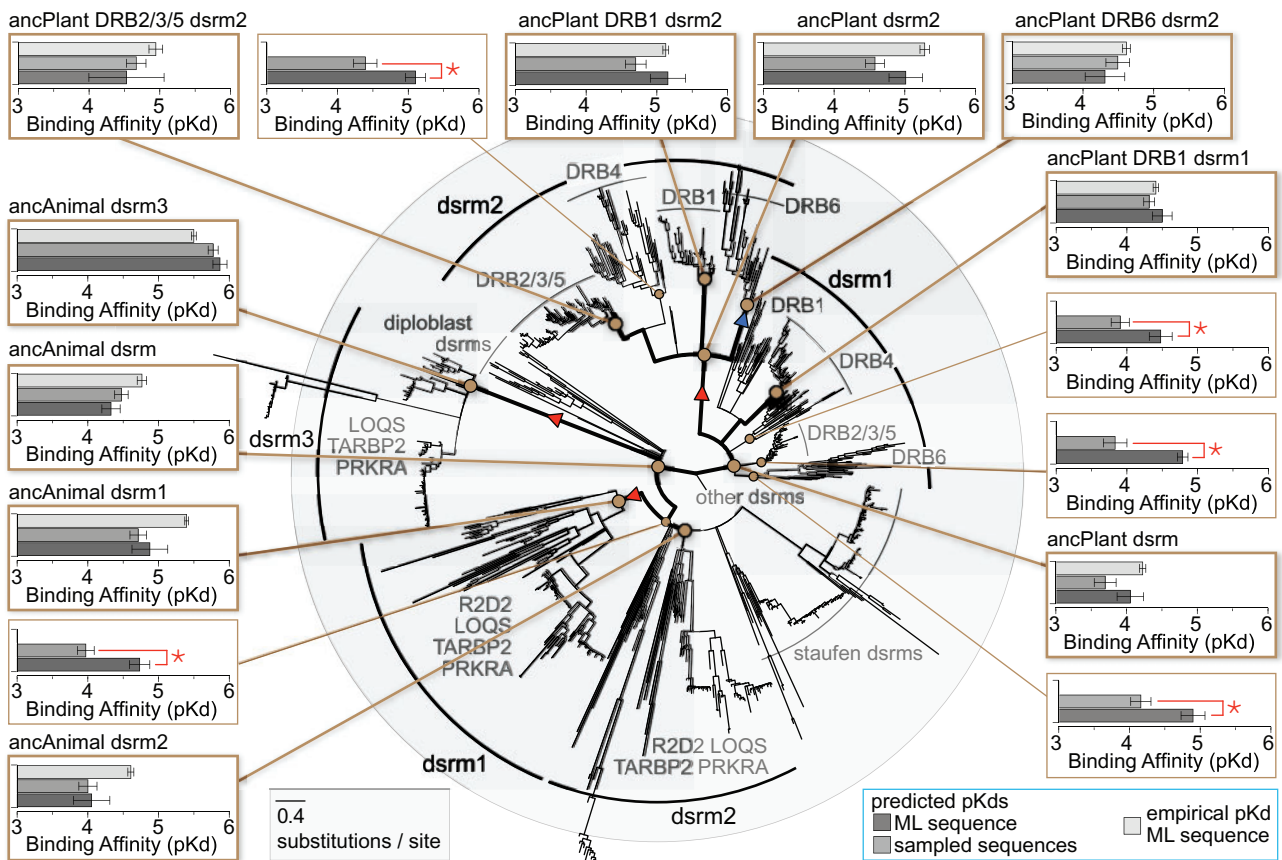 ancPlant DRB2/3/5 dsrm2
3 4 5 6
Binding Affinity (pKd)
*
3 4 5 6
Binding Affinity (pKd)
ancPlant DRB1 dsrm2
3 4 5 6
Binding Affinity (pKd)
ancPlant dsrm2
3 4 5 6
Binding Affinity (pKd)
ancPlant DRB6 dsrm2
3 4 5 6
Binding Affinity (pKd)
ancAnimal dsrm3
3 4 5 6
Binding Affinity (pKd)
ancAnimal dsrm
3 4 5 6
Binding Affinity (pKd)
ancAnimal dsrm1
3 4 5 6
Binding Affinity (pKd)
*
3 4 5 6
Binding Affinity (pKd)
ancAnimal dsrm2
3 4 5 6
Binding Affinity (pKd)
dsrm2
DRB4
DRB1
DRB6
DRB2/3/5
dsrm1
DRB1
DRB4
DRB2/3/5
DRB6
diploblast
dsrms
dsrm3
LOQS
TARBP2
PRKRA
other dsrms
staufen dsrms
R2D2
LOQS
TARBP2
PRKRA
dsrm1
R2D2 LOQS
TARBP2 PRKRA
dsrm2
0.4
substitutions / site
ancPlant DRB1 dsrm1
3 4 5 6
Binding Affinity (pKd)
*
3 4 5 6
Binding Affinity (pKd)
*
3 4 5 6
Binding Affinity (pKd)
ancPlant dsrm
3 4 5 6
Binding Affinity (pKd)
*
3 4 5 6
Binding Affinity (pKd)
predicted pKds
ML sequence
sampled sequences
empirical pKd
ML sequence